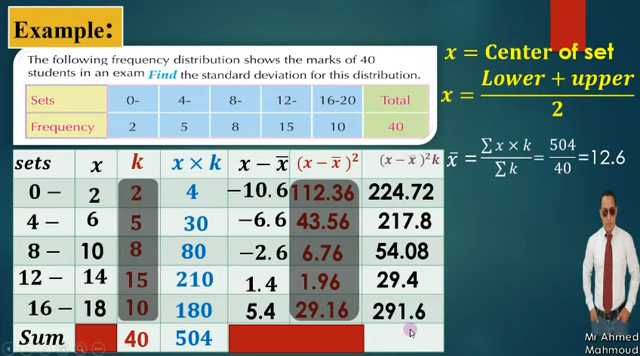 Example:
The following frequency distribution shows the marks of 40
students in an exam Find the standard deviation for this distribution.
Sets 0- 4- 8- 12- 16-20 Total
Frequency 2 5 8 15 10 40
x = Center of set
x = Lower + upper / 2
x̄ = ∑ x × k / ∑ k = 504 / 40 = 12.6
sets x k x × k x − x̄ (x − x̄)² (x − x̄)²k
0 − 2 2 4 −10.6 112.36 224.72
4 − 6 5 30 −6.6 43.56 217.8
8 − 10 8 80 −2.6 6.76 54.08
12 − 14 15 210 1.4 1.96 29.4
16 − 18 10 180 5.4 29.16 291.6
Sum 40 504
Mr Ahmed
Mahmoud